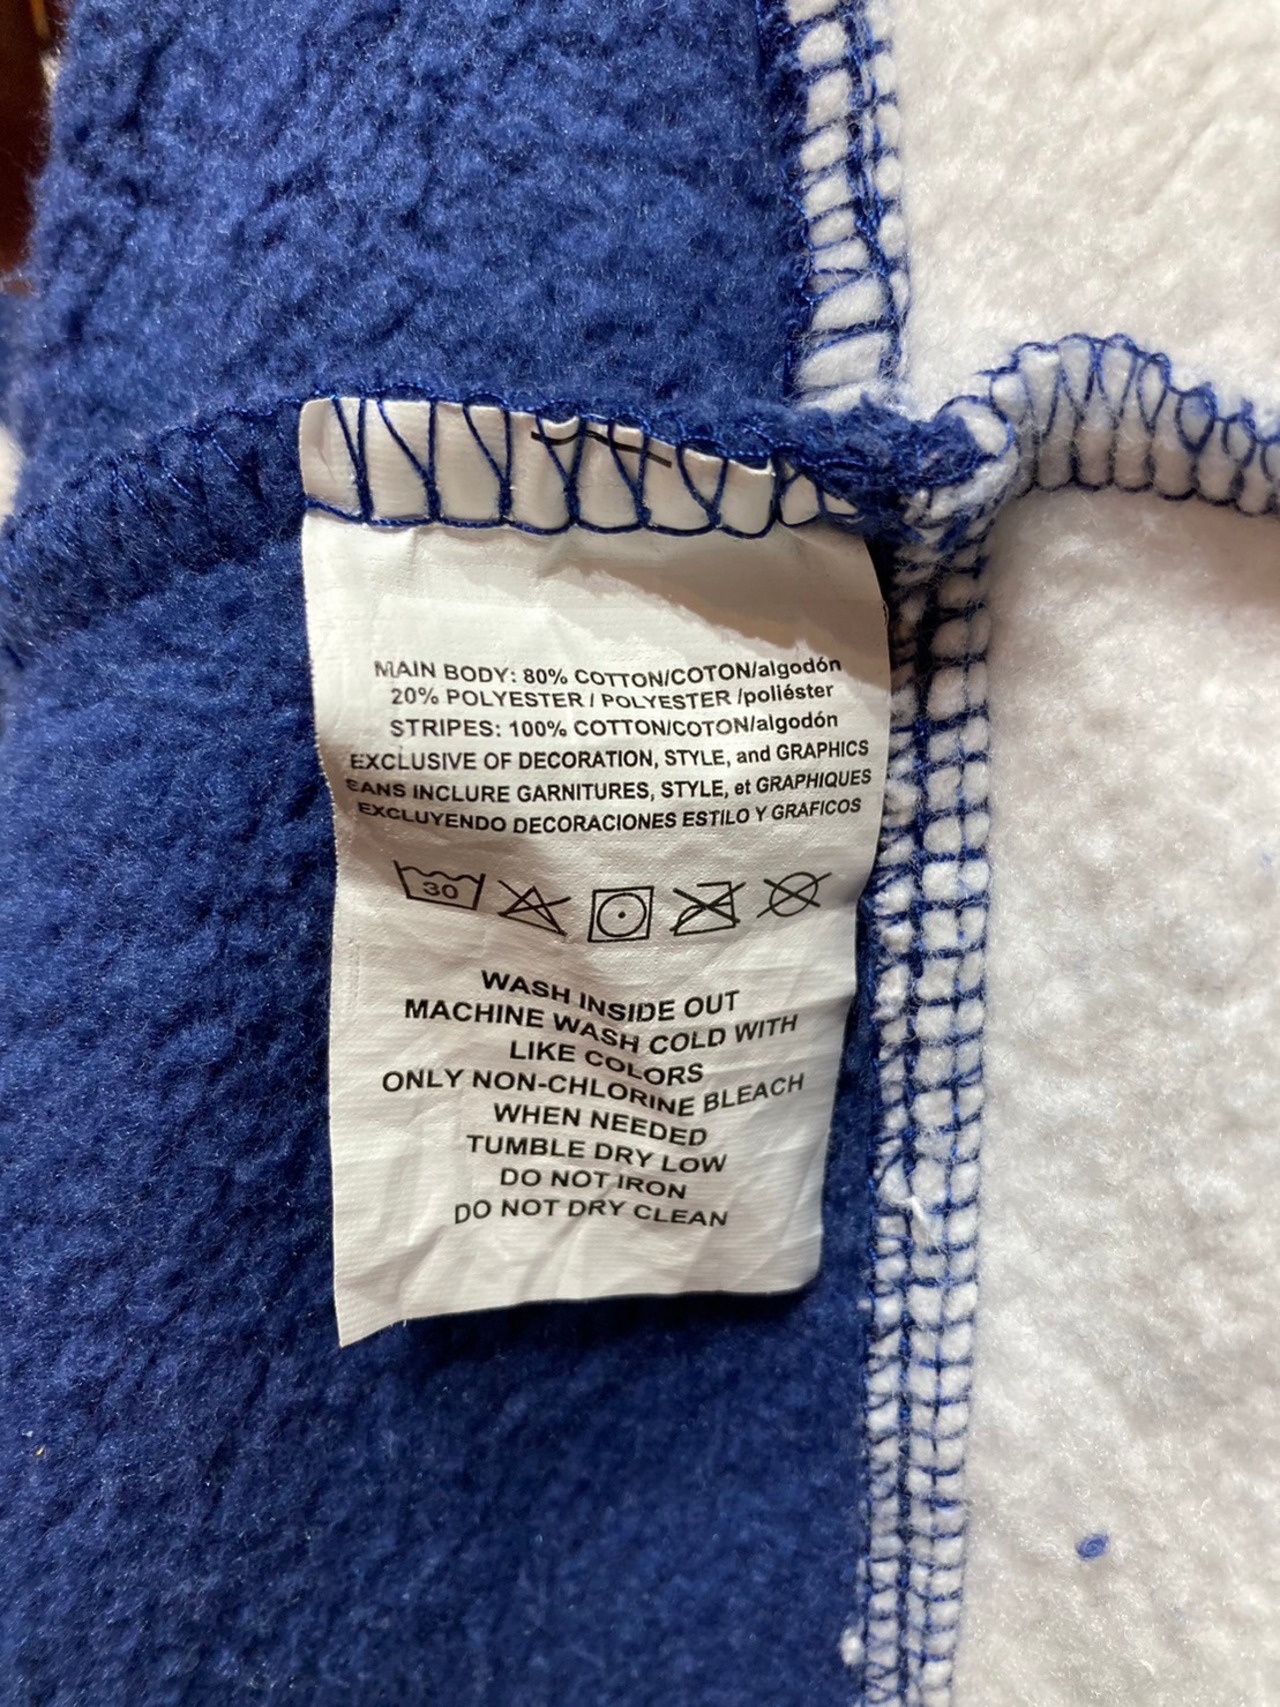 MAIN BODY: 80% COTTON/COTON/algodón
20% POLYESTER / POLYESTER /poliéster
STRIPES: 100% COTTON/COTON/algodón
EXCLUSIVE OF DECORATION, STYLE, and GRAPHICS
SANS INCLURE GARNITURES, STYLE, et GRAPHIQUES
EXCLUYENDO DECORACIONES ESTILO Y GRAFICOS
30
WASH INSIDE OUT
MACHINE WASH COLD WITH
LIKE COLORS
ONLY NON-CHLORINE BLEACH
WHEN NEEDED
TUMBLE DRY LOW
DO NOT IRON
DO NOT DRY CLEAN